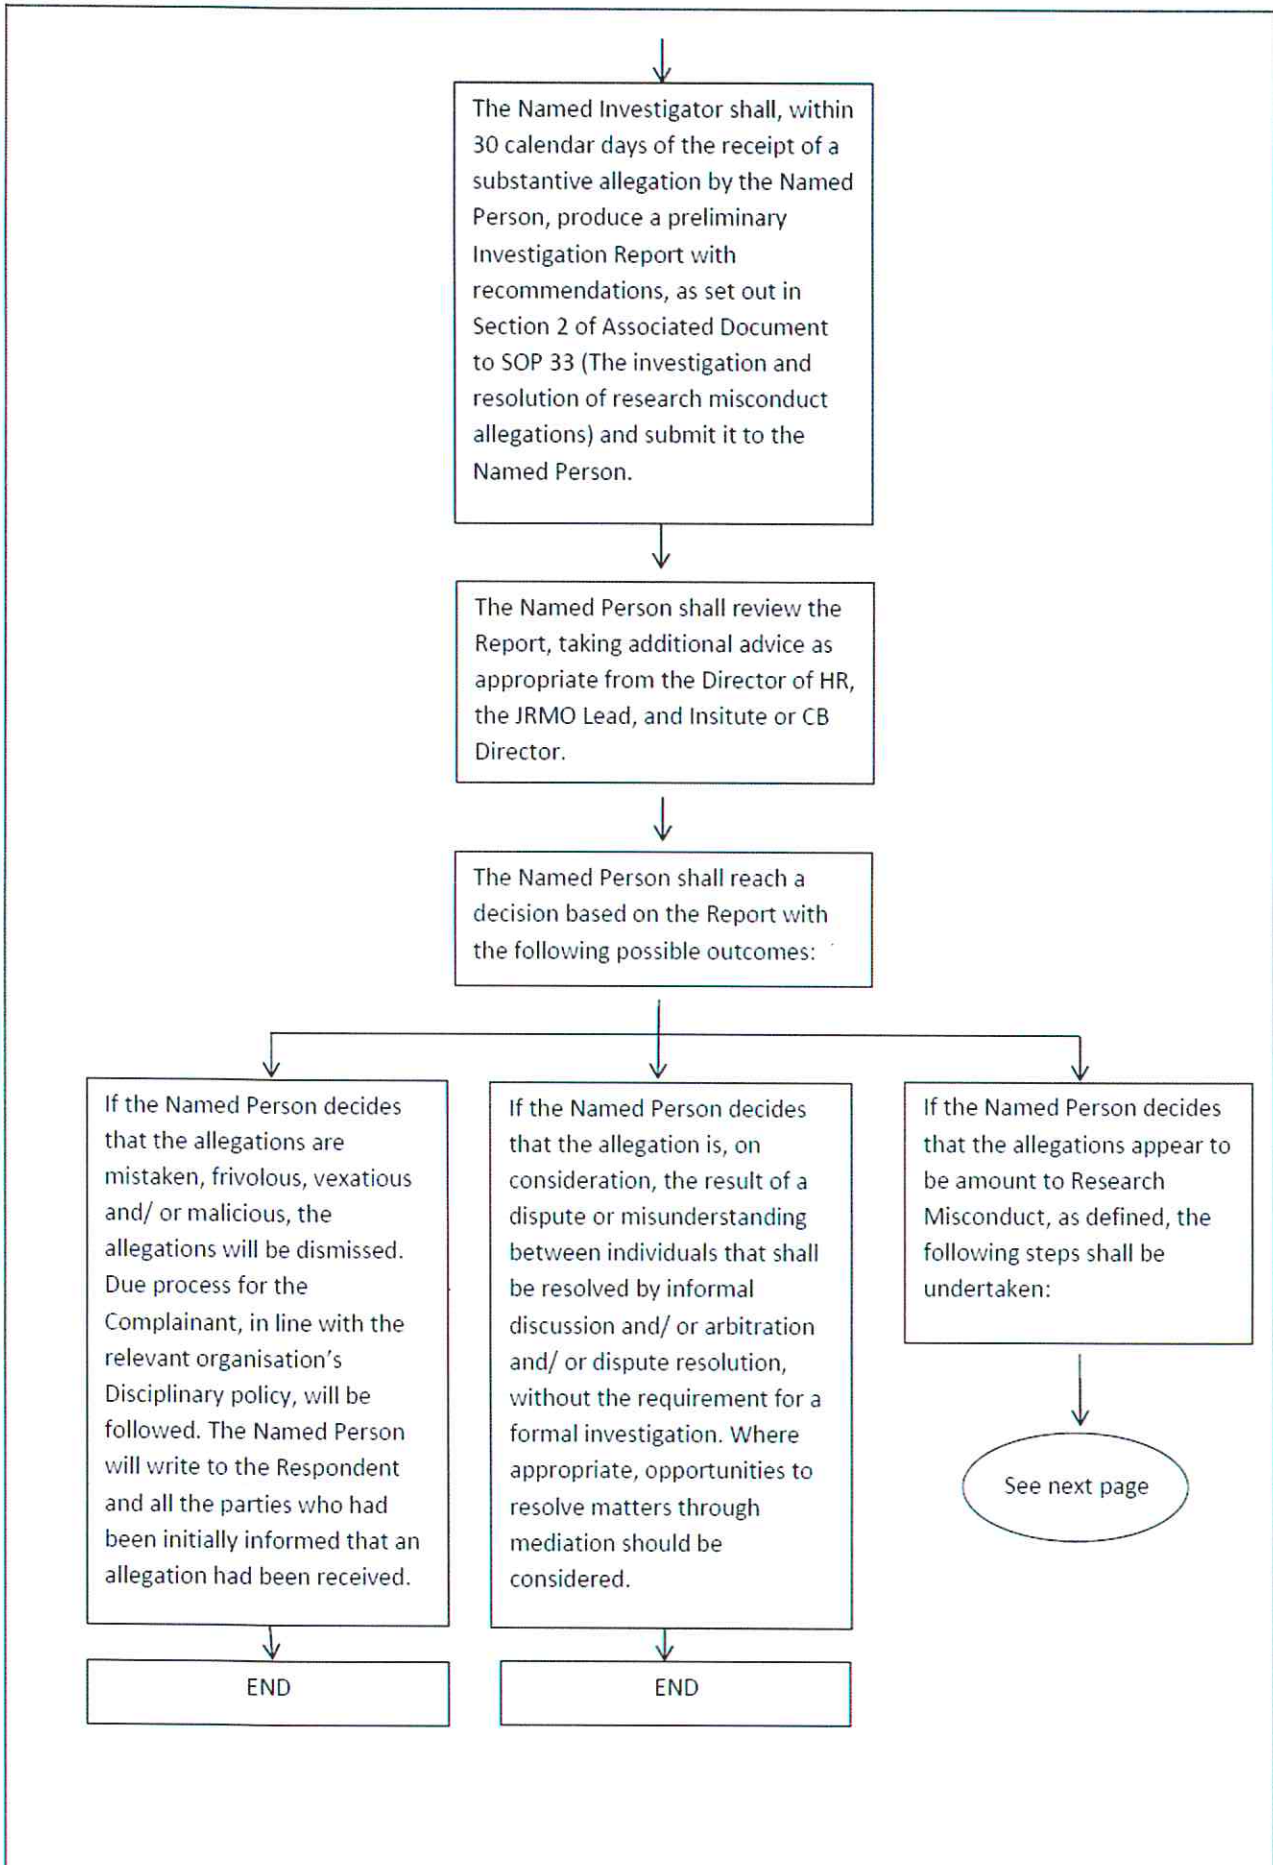 The Named Investigator shall, within
30 calendar days of the receipt of a
substantive allegation by the Named
Person, produce a preliminary
Investigation Report with
recommendations, as set out in
Section 2 of Associated Document
to SOP 33 (The investigation and
resolution of research misconduct
allegations) and submit it to the
Named Person.
The Named Person shall review the
Report, taking additional advice as
appropriate from the Director of HR,
the JRMO Lead, and Insitute or CB
Director.
The Named Person shall reach a
decision based on the Report with
the following possible outcomes:
If the Named Person decides
that the allegations are
mistaken, frivolous, vexatious
and/ or malicious, the
allegations will be dismissed.
Due process for the
Complainant, in line with the
relevant organisation's
Disciplinary policy, will be
followed. The Named Person
will write to the Respondent
and all the parties who had
been initially informed that an
allegation had been received.
END
If the Named Person decides
that the allegation is, on
consideration, the result of a
dispute or misunderstanding
between individuals that shall
be resolved by informal
discussion and/ or arbitration
and/ or dispute resolution,
without the requirement for a
formal investigation. Where
appropriate, opportunities to
resolve matters through
mediation should be
considered.
END
If the Named Person decides
that the allegations appear to
be amount to Research
Misconduct, as defined, the
following steps shall be
undertaken:
See next page